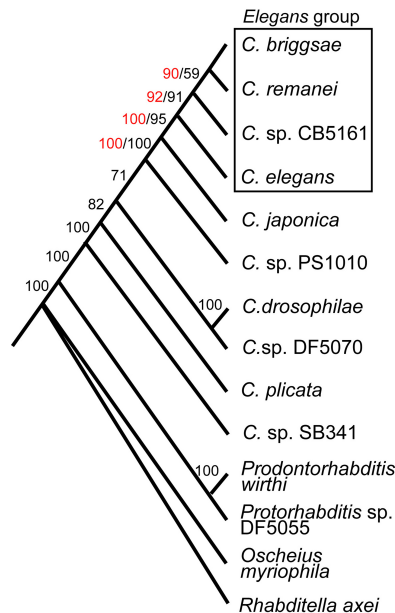 Elegans group
C. briggsae
90/59
C. remanei
92/91
C. sp. CB5161
100/95
100/100
C. elegans
71
C. japonica
82
100
C. sp. PS1010
100
100
C.drosophilae
100
C.sp. DF5070
C. plicata
C. sp. SB341
100
Prodontorhabditis
wirthi
Protorhabditis sp.
DF5055
Oscheius
myriophila
Rhabditella axei